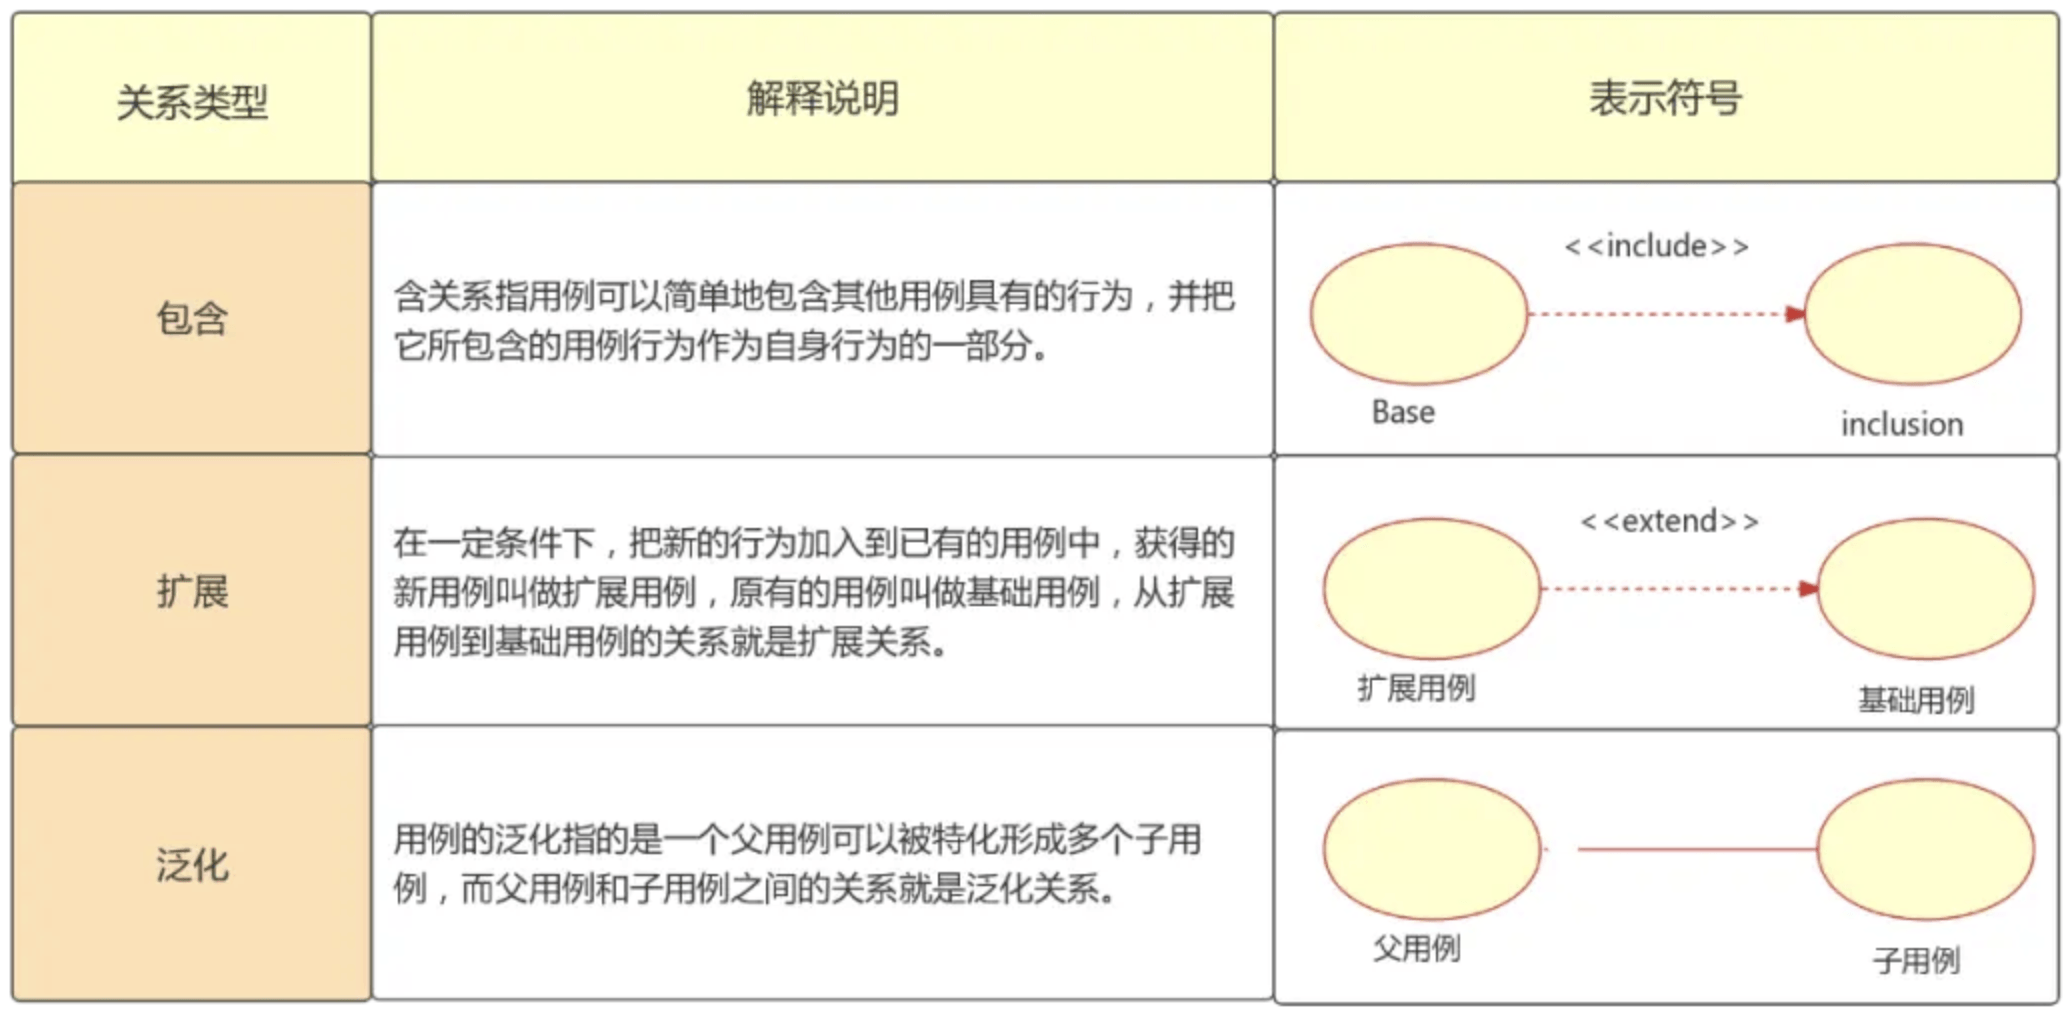 关系类型
解释说明
表示符号
包含
含关系指用例可以简单地包含其他用例具有的行为，并把
它所包含的用例行为作为自身行为的一部分。
<<include>>
Base
inclusion
扩展
在一定条件下，把新的行为加入到已有的用例中，获得的
新用例叫做扩展用例，原有的用例叫做基础用例，从扩展
用例到基础用例的关系就是扩展关系。
<<extend>>
扩展用例
基础用例
泛化
用例的泛化指的是一个父用例可以被特化形成多个子用
例，而父用例和子用例之间的关系就是泛化关系。
父用例
子用例